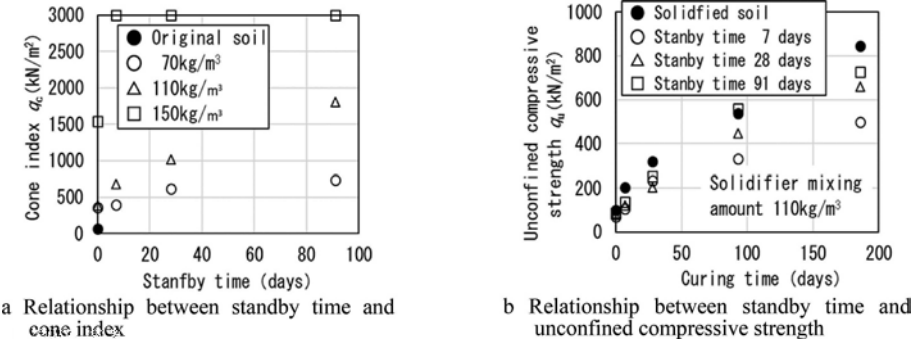 3000
2500
2000
1500
1000
500
0
Cone index qc(kN/m²)
Original soil
70kg/m³
110kg/m³
150kg/m³
0 20 40 60 80 100
Stanfby time (days)
a Relationship between standby time and
cone index
1000
800
600
400
200
0
Unconfined compressive
strength qu(kN/m²)
Solidfied soil
Stanby time 7 days
Stanby time 28 days
Stanby time 91 days
Solidifier mixing
amount 110kg/m³
0 50 100 150 200
Curing time (days)
b Relationship between standby time and
unconfined compressive strength